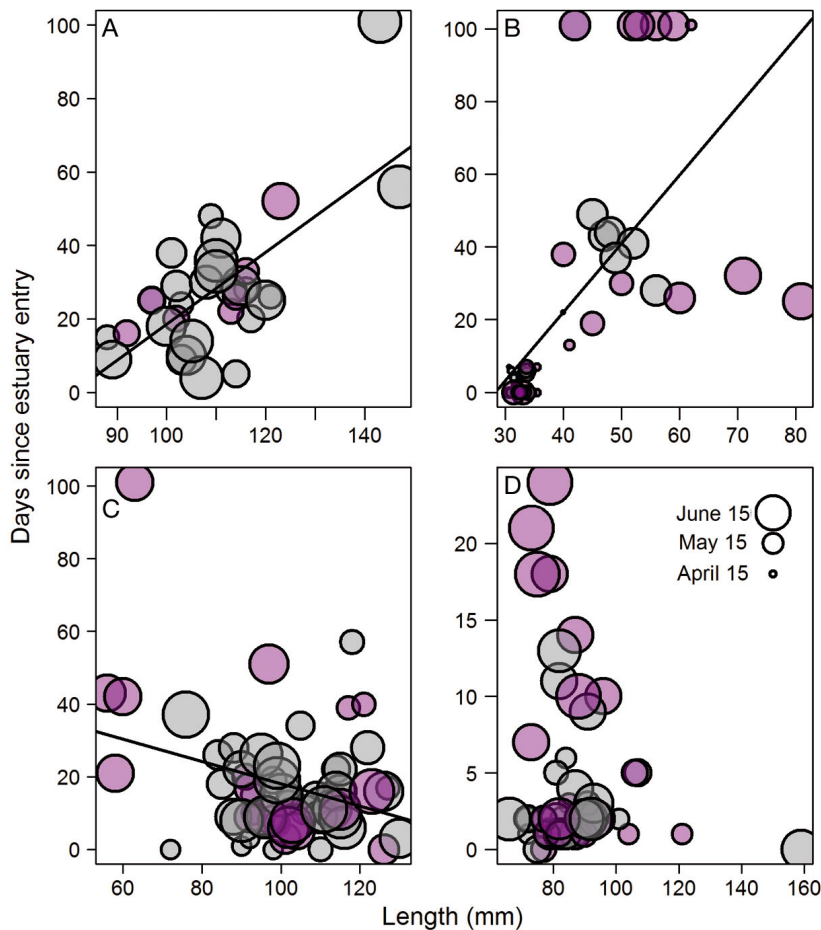 A
B
100
80
60
40
20
0
100
80
60
40
20
0
90 100 120 140
30 40 50 60 70 80
Days since estuary entry
C
D
100
80
60
40
20
0
20
15
10
5
0
June 15
May 15
April 15
60 80 100 120
80 100 120 140 160
Length (mm)